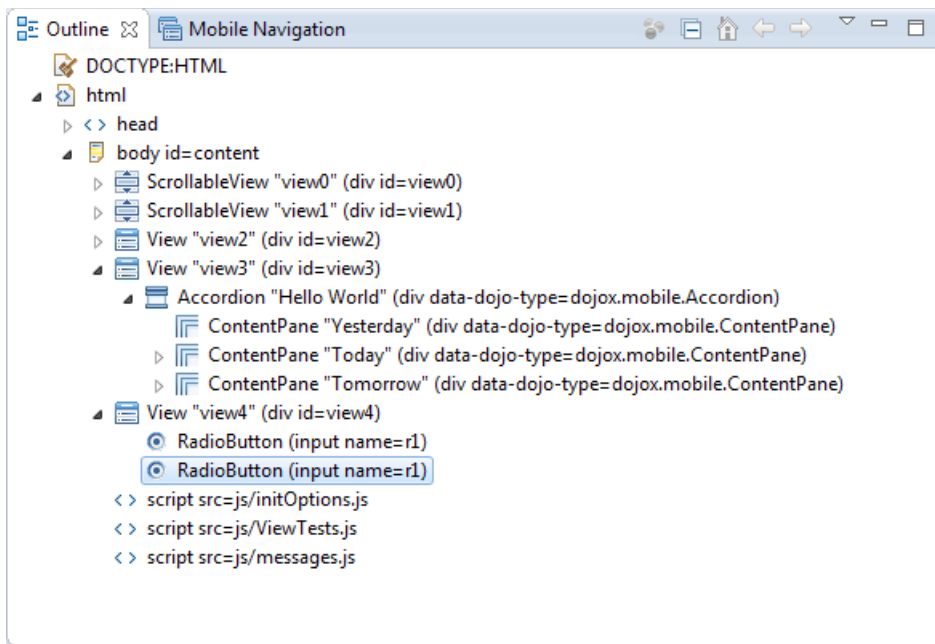 Outline Mobile Navigation
DOCTYPE:HTML
html
head
body id=content
ScrollableView "view0" (div id=view0)
ScrollableView "view1" (div id=view1)
View "view2" (div id=view2)
View "view3" (div id=view3)
Accordion "Hello World" (div data-dojo-type=dojox.mobile.Accordion)
ContentPane "Yesterday" (div data-dojo-type=dojox.mobile.ContentPane)
ContentPane "Today" (div data-dojo-type=dojox.mobile.ContentPane)
ContentPane "Tomorrow" (div data-dojo-type=dojox.mobile.ContentPane)
View "view4" (div id=view4)
RadioButton (input name=r1)
RadioButton (input name=r1)
script src=js/initOptions.js
script src=js/ViewTests.js
script src=js/messages.js